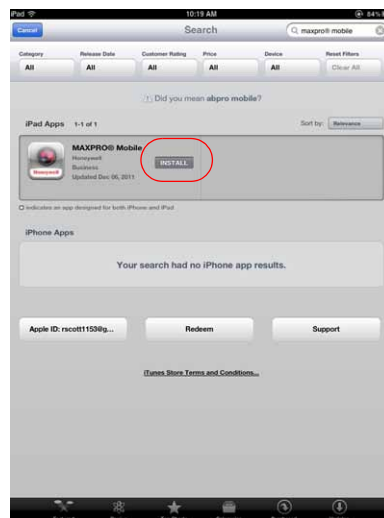 iPad 10:19 AM 84%
Cancel Search maxpro® mobile
Category Release Date Customer Rating Price Device Reset Filters
All All All All All Clear All
Did you mean abpro mobile?
iPad Apps 1-1 of 1 Sort by: Relevance
MAXPRO® Mobile
Honeywell
Business
Updated Dec 06, 2011
INSTALL
Honeywell
indicates an app designed for both iPhone and iPad
iPhone Apps
Your search had no iPhone app results.
Apple ID: rscott1153@g... Redeem Support
iTunes Store Terms and Conditions...